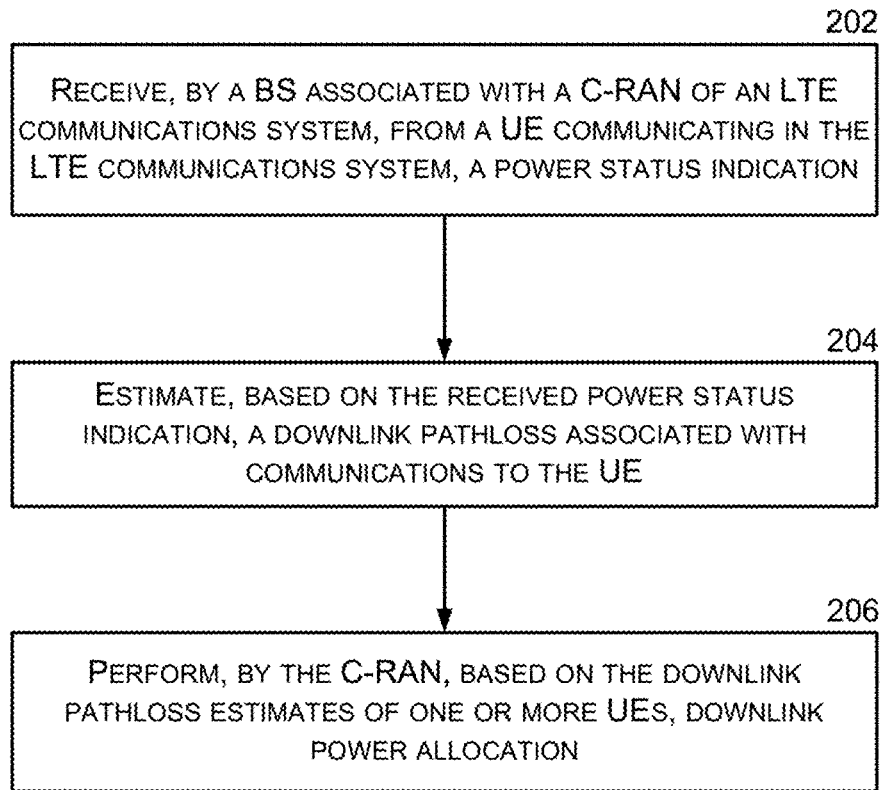 202
RECEIVE, BY A BS ASSOCIATED WITH A C-RAN OF AN LTE
COMMUNICATIONS SYSTEM, FROM A UE COMMUNICATING IN THE
LTE COMMUNICATIONS SYSTEM, A POWER STATUS INDICATION
204
ESTIMATE, BASED ON THE RECEIVED POWER STATUS
INDICATION, A DOWNLINK PATHLOSS ASSOCIATED WITH
COMMUNICATIONS TO THE UE
206
PERFORM, BY THE C-RAN, BASED ON THE DOWNLINK
PATHLOSS ESTIMATES OF ONE OR MORE UES, DOWNLINK
POWER ALLOCATION